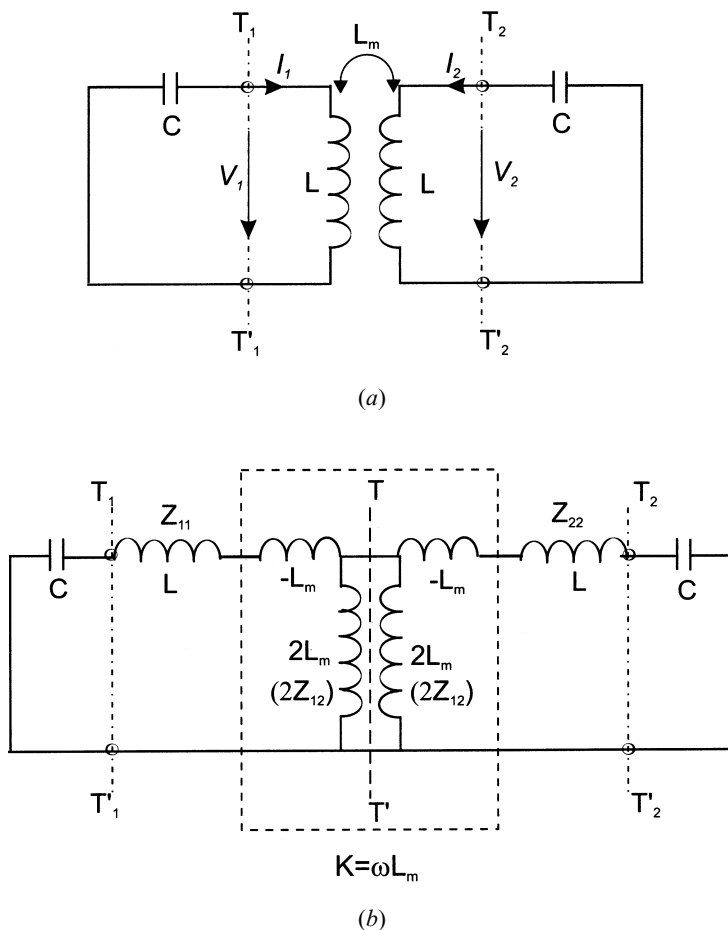 T₁ T₂
Lₘ
I₁ I₂
C C
V₁ L L V₂
T'₁ T'₂
(a)
T₁ T T₂
Z₁₁ Z₂₂
C L -Lₘ -Lₘ L C
2Lₘ 2Lₘ
(2Z₁₂) (2Z₁₂)
T'₁ T' T'₂
K=ωLₘ
(b)